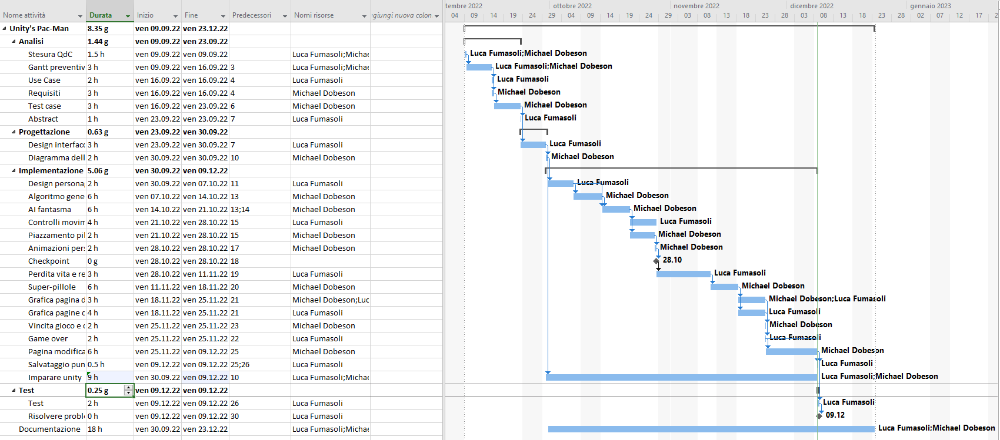 tembre 2022 ottobre 2022 novembre 2022 dicembre 2022 gennaio 2023
Nome attività Durata Inizio Fine Predecessori Nomi risorse giungi nuova colon.
04 09 14 19 24 29 04 09 14 19 24 29 03 08 13 18 23 28 03 08 13 18 23 28 02 07 12 17 2
Unity's Pac-Man 8.35 g ven 09.09.22 ven 23.12.22
Analisi 1.44 g ven 09.09.22 ven 23.09.22
Stesura QdC 1.5 h ven 09.09.22 ven 09.09.22 Luca Fumasoli;Michae Luca Fumasoli;Michael Dobeson
Gantt preventiv 3 h ven 09.09.22 ven 16.09.22 3 Luca Fumasoli;Michae Luca Fumasoli;Michael Dobeson
Use Case 2 h ven 16.09.22 ven 16.09.22 4 Luca Fumasoli Luca Fumasoli
Requisiti 3 h ven 16.09.22 ven 16.09.22 4 Michael Dobeson Michael Dobeson
Test case 3 h ven 16.09.22 ven 23.09.22 6 Michael Dobeson Michael Dobeson
Abstract 1 h ven 23.09.22 ven 23.09.22 7 Luca Fumasoli Luca Fumasoli
Progettazione 0.63 g ven 23.09.22 ven 30.09.22
Design interfacc 3 h ven 23.09.22 ven 30.09.22 7 Luca Fumasoli Luca Fumasoli
Diagramma dell 2 h ven 30.09.22 ven 30.09.22 10 Michael Dobeson Michael Dobeson
Implementazione 5.06 g ven 30.09.22 ven 09.12.22
Design persona 2 h ven 30.09.22 ven 07.10.22 11 Luca Fumasoli Luca Fumasoli
Algoritmo gene 6 h ven 07.10.22 ven 14.10.22 13 Michael Dobeson Michael Dobeson
AI fantasma 6 h ven 14.10.22 ven 21.10.22 13;14 Michael Dobeson Michael Dobeson
Controlli movim 4 h ven 21.10.22 ven 28.10.22 15 Luca Fumasoli Luca Fumasoli
Piazzamento pil 2 h ven 21.10.22 ven 28.10.22 15 Michael Dobeson Michael Dobeson
Animazioni pers 2 h ven 28.10.22 ven 28.10.22 17 Michael Dobeson Michael Dobeson
Checkpoint 0 g ven 28.10.22 ven 28.10.22 18 28.10
Perdita vita e re 3 h ven 28.10.22 ven 11.11.22 19 Luca Fumasoli Luca Fumasoli
Super-pillole 6 h ven 11.11.22 ven 18.11.22 20 Michael Dobeson Michael Dobeson
Grafica pagina d 3 h ven 18.11.22 ven 25.11.22 21 Michael Dobeson;Luc Michael Dobeson;Luca Fumasoli
Grafica pagine c 4 h ven 18.11.22 ven 25.11.22 21 Luca Fumasoli Luca Fumasoli
Vincita gioco e c 2 h ven 25.11.22 ven 25.11.22 23 Michael Dobeson Michael Dobeson
Game over 2 h ven 25.11.22 ven 25.11.22 22 Luca Fumasoli Luca Fumasoli
Pagina modifica 6 h ven 25.11.22 ven 09.12.22 25 Michael Dobeson Michael Dobeson
Salvataggio pun 0.5 h ven 09.12.22 ven 09.12.22 25;26 Luca Fumasoli Luca Fumasoli
Imparare unity 9 h ven 30.09.22 ven 09.12.22 10 Luca Fumasoli;Michae Luca Fumasoli;Michael Dobeson
Test 0.25 g ven 09.12.22 ven 09.12.22
Test 2 h ven 09.12.22 ven 09.12.22 26 Luca Fumasoli Luca Fumasoli
Risolvere probl 0 h ven 09.12.22 ven 09.12.22 30 Luca Fumasoli 09.12
Documentazione 18 h ven 30.09.22 ven 23.12.22 Luca Fumasoli;Michae Luca Fumasoli;Michael Dobeson